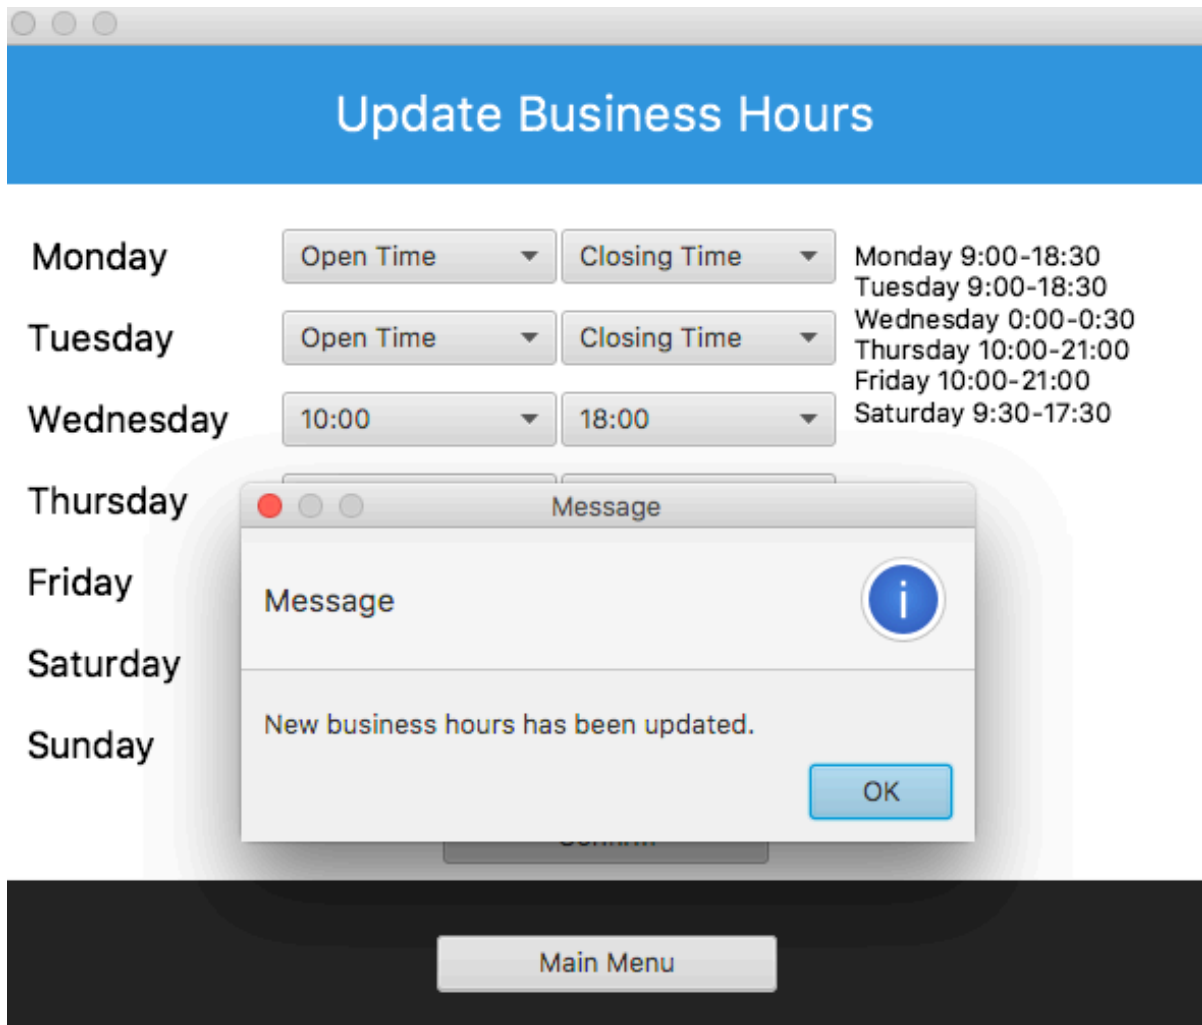 Update Business Hours
Monday Open Time Closing Time
Tuesday Open Time Closing Time
Wednesday 10:00 18:00
Thursday
Friday
Saturday
Sunday
Monday 9:00-18:30
Tuesday 9:00-18:30
Wednesday 0:00-0:30
Thursday 10:00-21:00
Friday 10:00-21:00
Saturday 9:30-17:30
Message
Message
i
New business hours has been updated.
OK
Main Menu